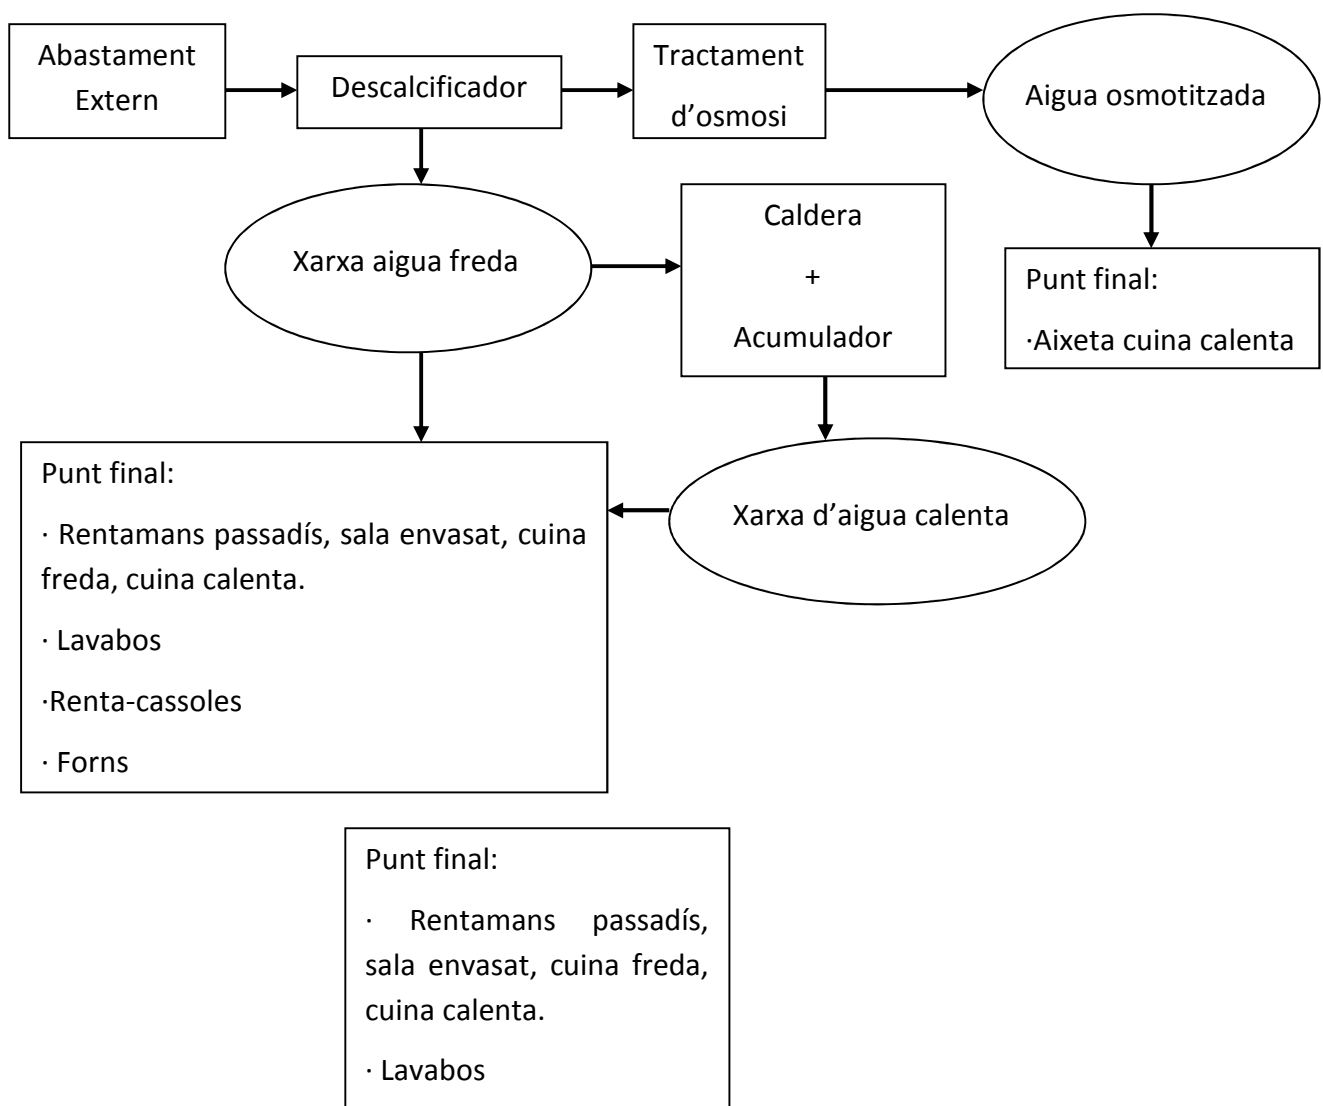 Abastament
Extern
Descalcificador
Tractament
d’osmosi
Aigua osmotitzada
Xarxa aigua freda
Caldera
+
Acumulador
Punt final:
·Aixeta cuina calenta
Punt final:
· Rentamans passadís, sala envasat, cuina
freda, cuina calenta.
· Lavabos
·Renta-cassoles
· Forns
Xarxa d’aigua calenta
Punt final:
· Rentamans passadís,
sala envasat, cuina freda,
cuina calenta.
· Lavabos